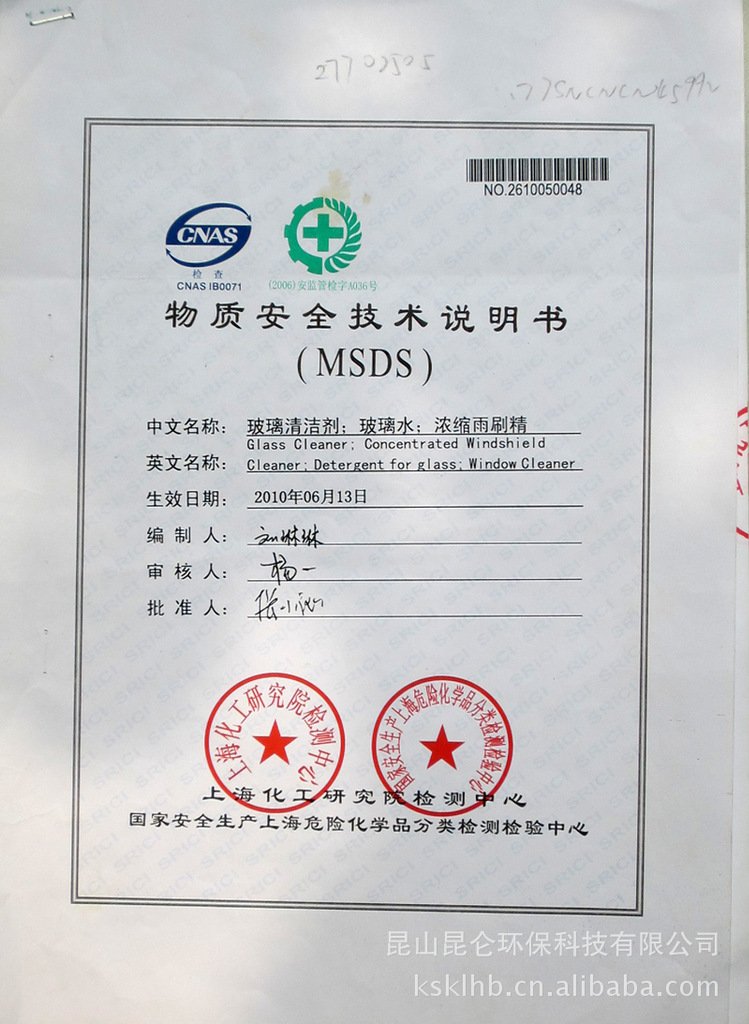 27702505
NO.2610050048
CNAS
检 查
CNAS IB0071
(2006)安监管检字A036号
物质安全技术说明书
(MSDS)
中文名称： 玻璃清洁剂；玻璃水；浓缩雨刷精
英文名称： Glass Cleaner; Concentrated Windshield
Cleaner; Detergent for glass; Window Cleaner
生效日期： 2010年06月13日
编 制 人：
审 核 人： 杨一
批 准 人：
上海化工研究院检测中心
国家安全生产上海危险化学品分类检测检验中心
上海化工研究院检测中心
国家安全生产上海危险化学品分类检测检验中心
昆山昆仑环保科技有限公司
ksklhb.cn.alibaba.com